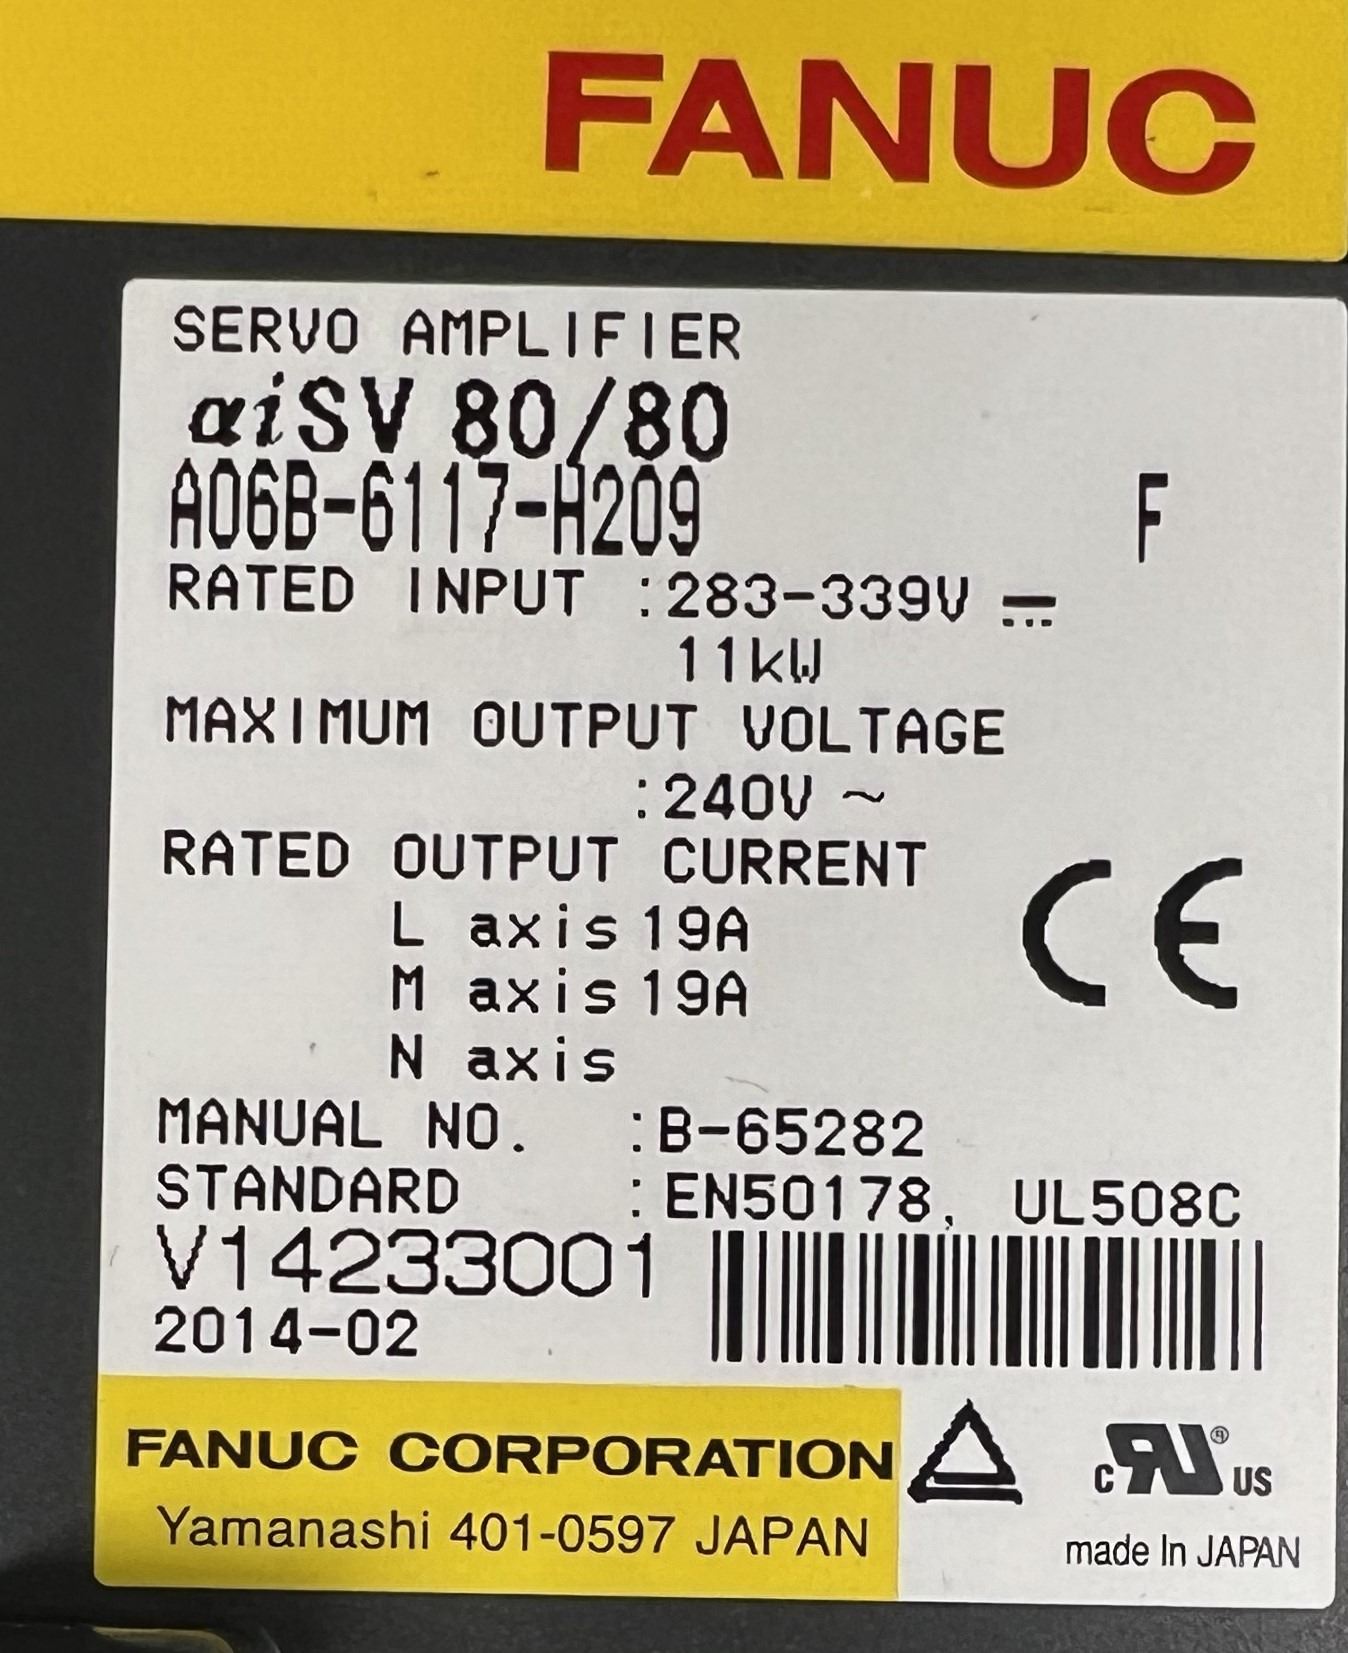 FANUC
SERVO AMPLIFIER
αiSV 80/80
A06B-6117-H209 F
RATED INPUT :283-339V ⎓
11kW
MAXIMUM OUTPUT VOLTAGE
:240V ~
RATED OUTPUT CURRENT
L axis 19A
M axis 19A
N axis
CE
MANUAL NO. :B-65282
STANDARD :EN50178, UL508C
V14233001
2014-02
FANUC CORPORATION
Yamanashi 401-0597 JAPAN
c RU ® US
made In JAPAN